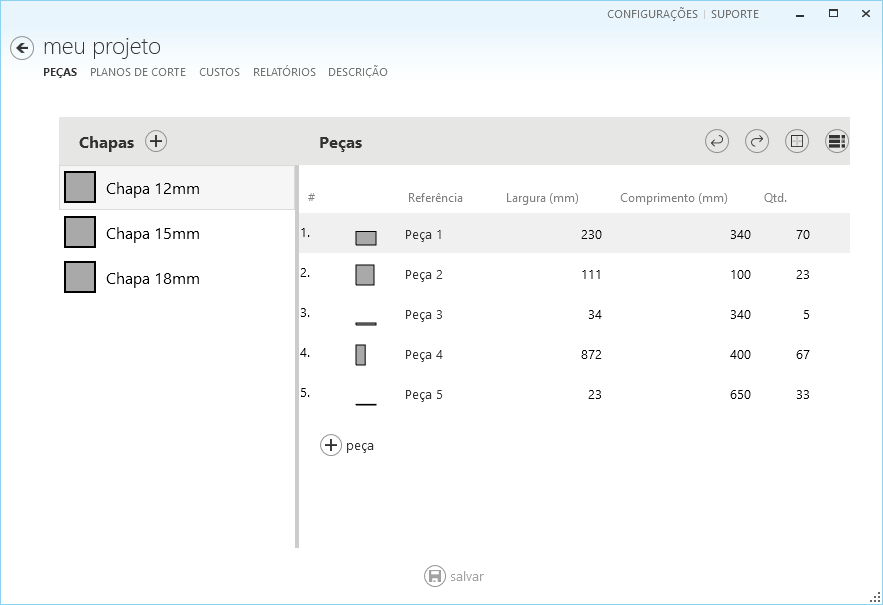 CONFIGURAÇÕES | SUPORTE
meu projeto
PEÇAS PLANOS DE CORTE CUSTOS RELATÓRIOS DESCRIÇÃO
Chapas
Chapa 12mm
Chapa 15mm
Chapa 18mm
Peças
# Referência Largura (mm) Comprimento (mm) Qtd.
1. Peça 1 230 340 70
2. Peça 2 111 100 23
3. Peça 3 34 340 5
4. Peça 4 872 400 67
5. Peça 5 23 650 33
peça
salvar